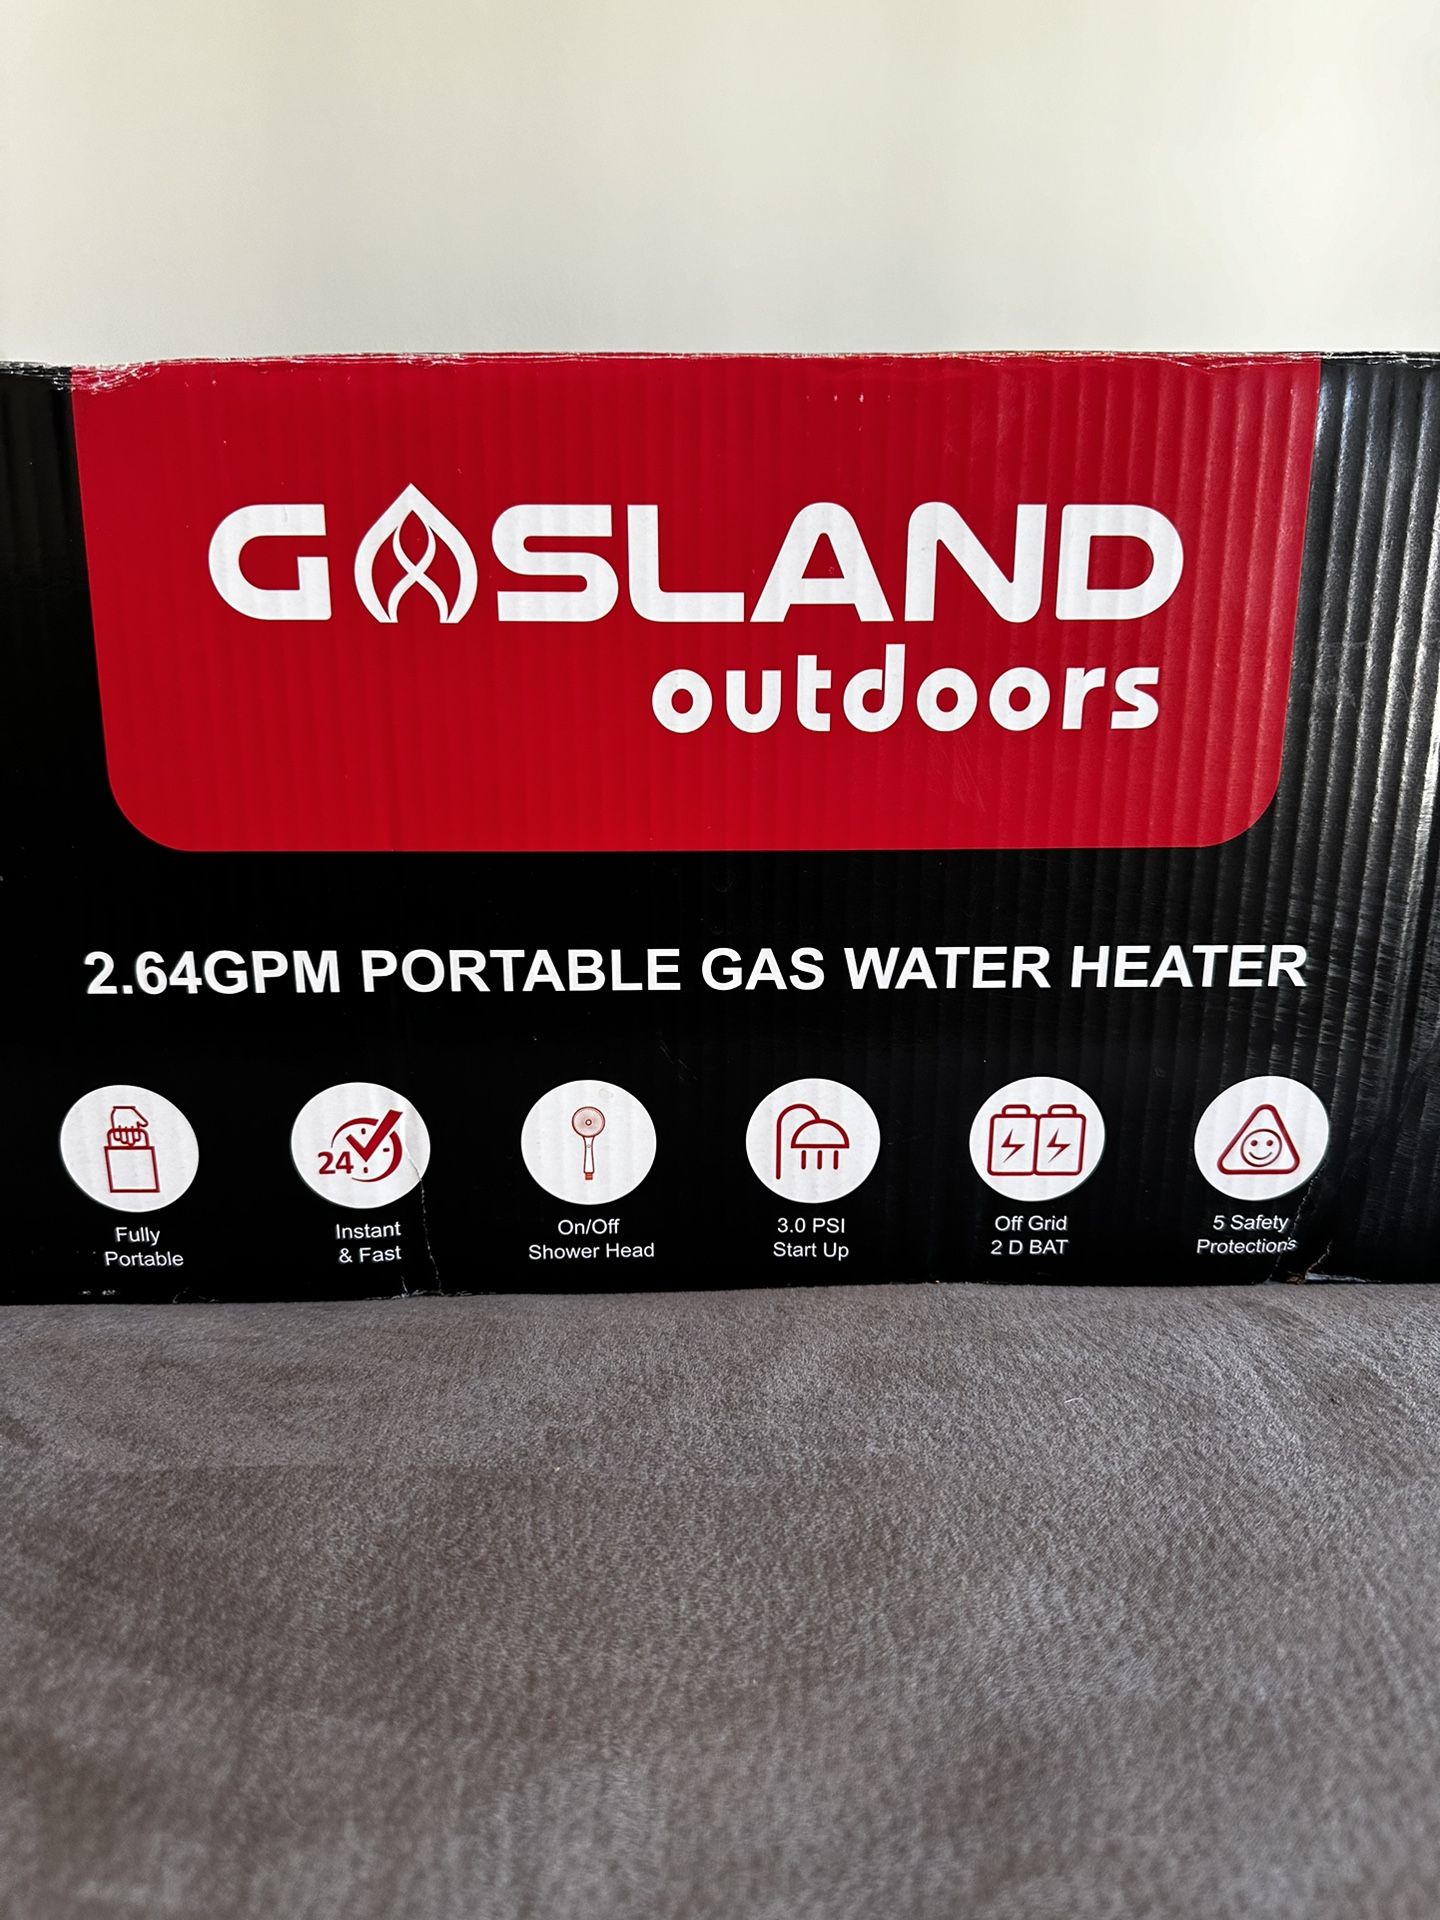 GASLAND
outdoors
2.64GPM PORTABLE GAS WATER HEATER
24
Fully
Portable
Instant
& Fast
On/Off
Shower Head
3.0 PSI
Start Up
Off Grid
2 D BAT
5 Safety
Protections